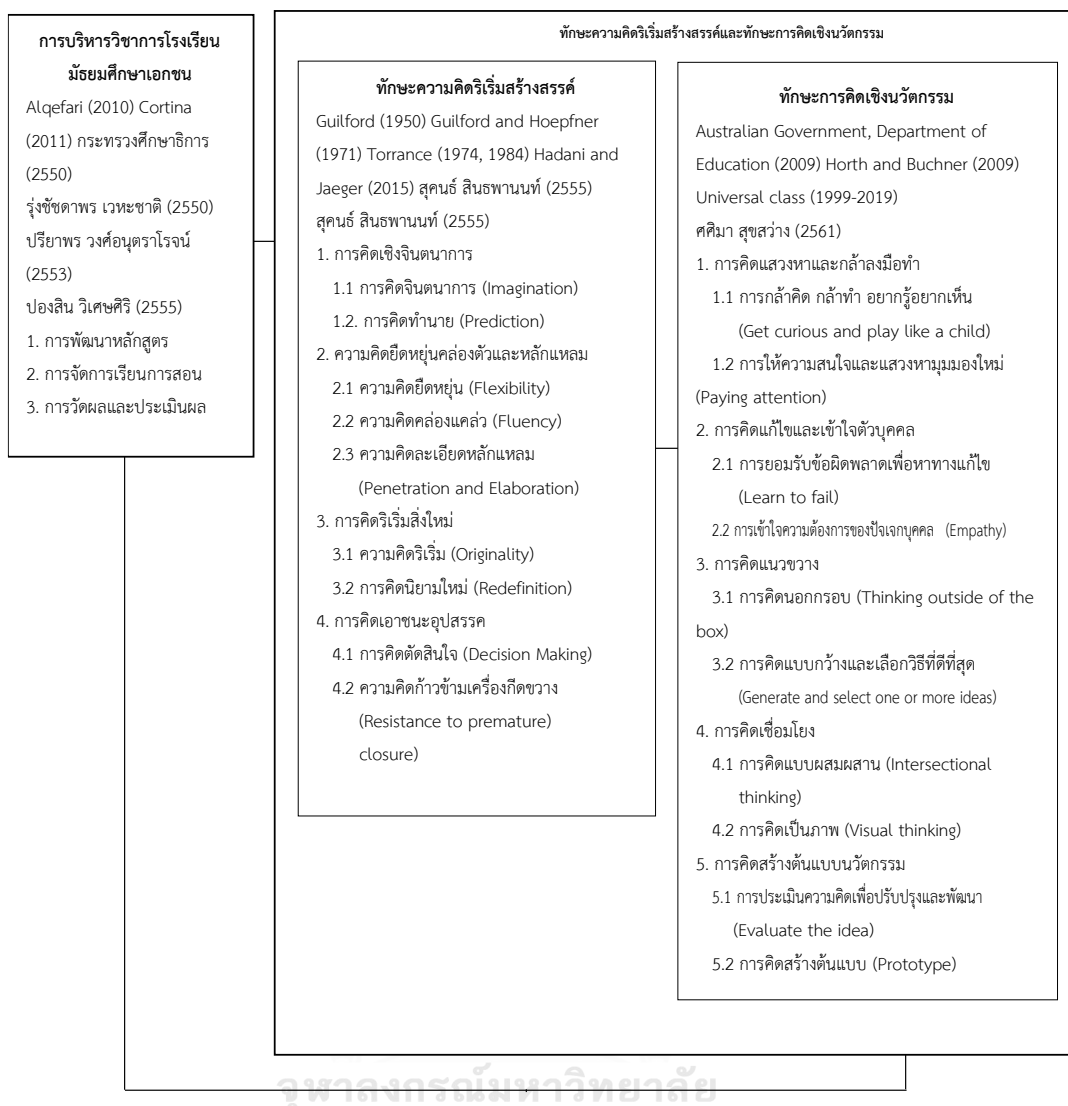 การบริหารวิชาการโรงเรียน
มัธยมศึกษาเอกชน
Alqefari (2010) Cortina
(2011) กระทรวงศึกษาธิการ
(2550)
รุ่งชัชดาพร เวหะชาติ (2550)
ปรียาพร วงศ์อนุตราโรจน์
(2553)
ปองสิน วิเศษศิริ (2555)
1. การพัฒนาหลักสูตร
2. การจัดการเรียนการสอน
3. การวัดผลและประเมินผล
ทักษะความคิดริเริ่มสร้างสรรค์และทักษะการคิดเชิงนวัตกรรม
ทักษะความคิดริเริ่มสร้างสรรค์
Guilford (1950) Guilford and Hoepfner
(1971) Torrance (1974, 1984) Hadani and
Jaeger (2015) สุคนธ์ สินธพานนท์ (2555)
สุคนธ์ สินธพานนท์ (2555)
1. การคิดเชิงจินตนาการ
1.1 การคิดจินตนาการ (Imagination)
1.2. การคิดทำนาย (Prediction)
2. ความคิดยืดหยุ่นคล่องตัวและหลักแหลม
2.1 ความคิดยืดหยุ่น (Flexibility)
2.2 ความคิดคล่องแคล่ว (Fluency)
2.3 ความคิดละเอียดหลักแหลม
(Penetration and Elaboration)
3. การคิดริเริ่มสิ่งใหม่
3.1 ความคิดริเริ่ม (Originality)
3.2 การคิดนิยามใหม่ (Redefinition)
4. การคิดเอาชนะอุปสรรค
4.1 การคิดตัดสินใจ (Decision Making)
4.2 ความคิดก้าวข้ามเครื่องกีดขวาง
(Resistance to premature)
closure)
ทักษะการคิดเชิงนวัตกรรม
Australian Government, Department of
Education (2009) Horth and Buchner (2009)
Universal class (1999-2019)
ศศิมา สุขสว่าง (2561)
1. การคิดแสวงหาและกล้าลงมือทำ
1.1 การกล้าคิด กล้าทำ อยากรู้อยากเห็น
(Get curious and play like a child)
1.2 การให้ความสนใจและแสวงหามุมมองใหม่
(Paying attention)
2. การคิดแก้ไขและเข้าใจตัวบุคคล
2.1 การยอมรับข้อผิดพลาดเพื่อหาทางแก้ไข
(Learn to fail)
2.2 การเข้าใจความต้องการของปัจเจกบุคคล (Empathy)
3. การคิดแนวขวาง
3.1 การคิดนอกกรอบ (Thinking outside of the
box)
3.2 การคิดแบบกว้างและเลือกวิธีที่ดีที่สุด
(Generate and select one or more ideas)
4. การคิดเชื่อมโยง
4.1 การคิดแบบผสมผสาน (Intersectional
thinking)
4.2 การคิดเป็นภาพ (Visual thinking)
5. การคิดสร้างต้นแบบนวัตกรรม
5.1 การประเมินความคิดเพื่อปรับปรุงและพัฒนา
(Evaluate the idea)
5.2 การคิดสร้างต้นแบบ (Prototype)
จุฬาลงกรณ์มหาวิทยาลัย